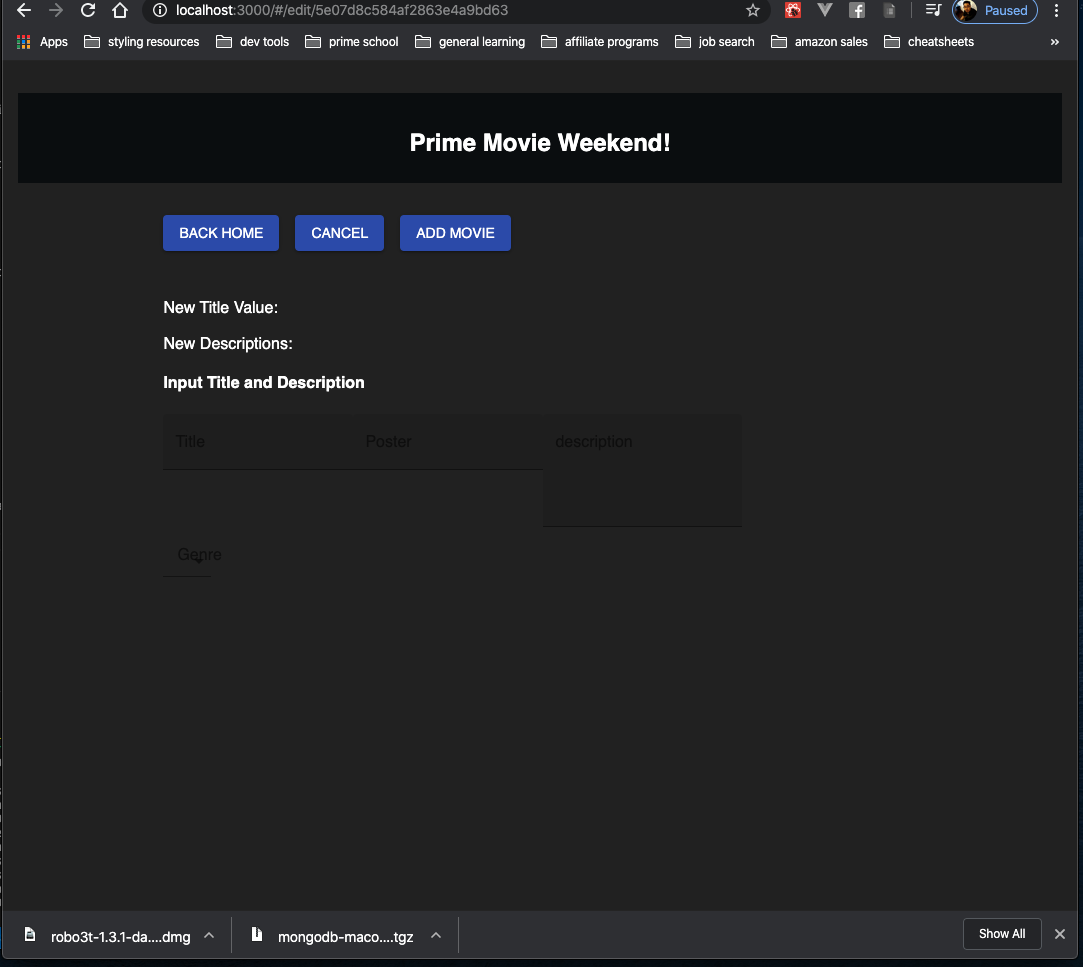 localhost:3000/#/edit/5e07d8c584af2863e4a9bd63 Paused
Apps styling resources dev tools prime school general learning affiliate programs job search amazon sales cheatsheets »
Prime Movie Weekend!
BACK HOME CANCEL ADD MOVIE
New Title Value:
New Descriptions:
Input Title and Description
Title Poster description
Genre
robo3t-1.3.1-da....dmg mongodb-maco....tgz Show All